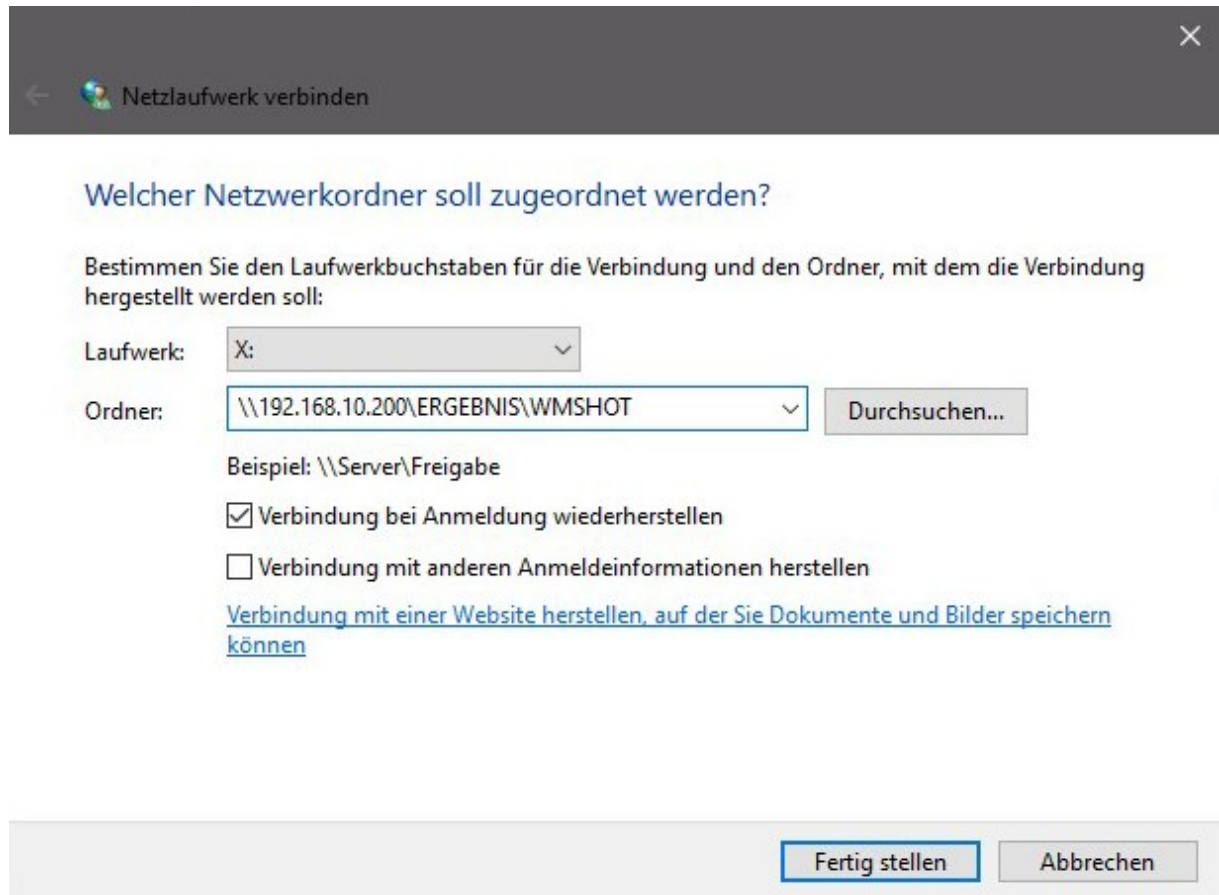 Netzlaufwerk verbinden
Welcher Netzwerkordner soll zugeordnet werden?
Bestimmen Sie den Laufwerkbuchstaben für die Verbindung und den Ordner, mit dem die Verbindung
hergestellt werden soll:
Laufwerk: X:
Ordner: \\192.168.10.200\ERGEBNIS\WMSHOT Durchsuchen...
Beispiel: \\Server\Freigabe
Verbindung bei Anmeldung wiederherstellen
Verbindung mit anderen Anmeldeinformationen herstellen
Verbindung mit einer Website herstellen, auf der Sie Dokumente und Bilder speichern
können
Fertig stellen Abbrechen